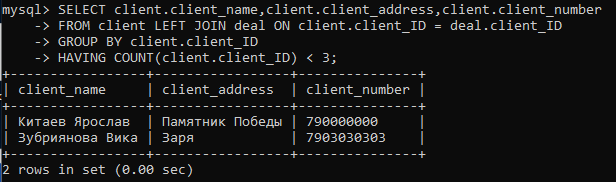 mysql> SELECT client.client_name,client.client_address,client.client_number
    -> FROM client LEFT JOIN deal ON client.client_ID = deal.client_ID
    -> GROUP BY client.client_ID
    -> HAVING COUNT(client.client_ID) < 3;
+-----------------+------------------+---------------+
| client_name     | client_address   | client_number |
+-----------------+------------------+---------------+
| Китаев Ярослав  | Памятник Победы  | 790000000     |
| Зубриянова Вика | Заря             | 7903030303    |
+-----------------+------------------+---------------+
2 rows in set (0.00 sec)